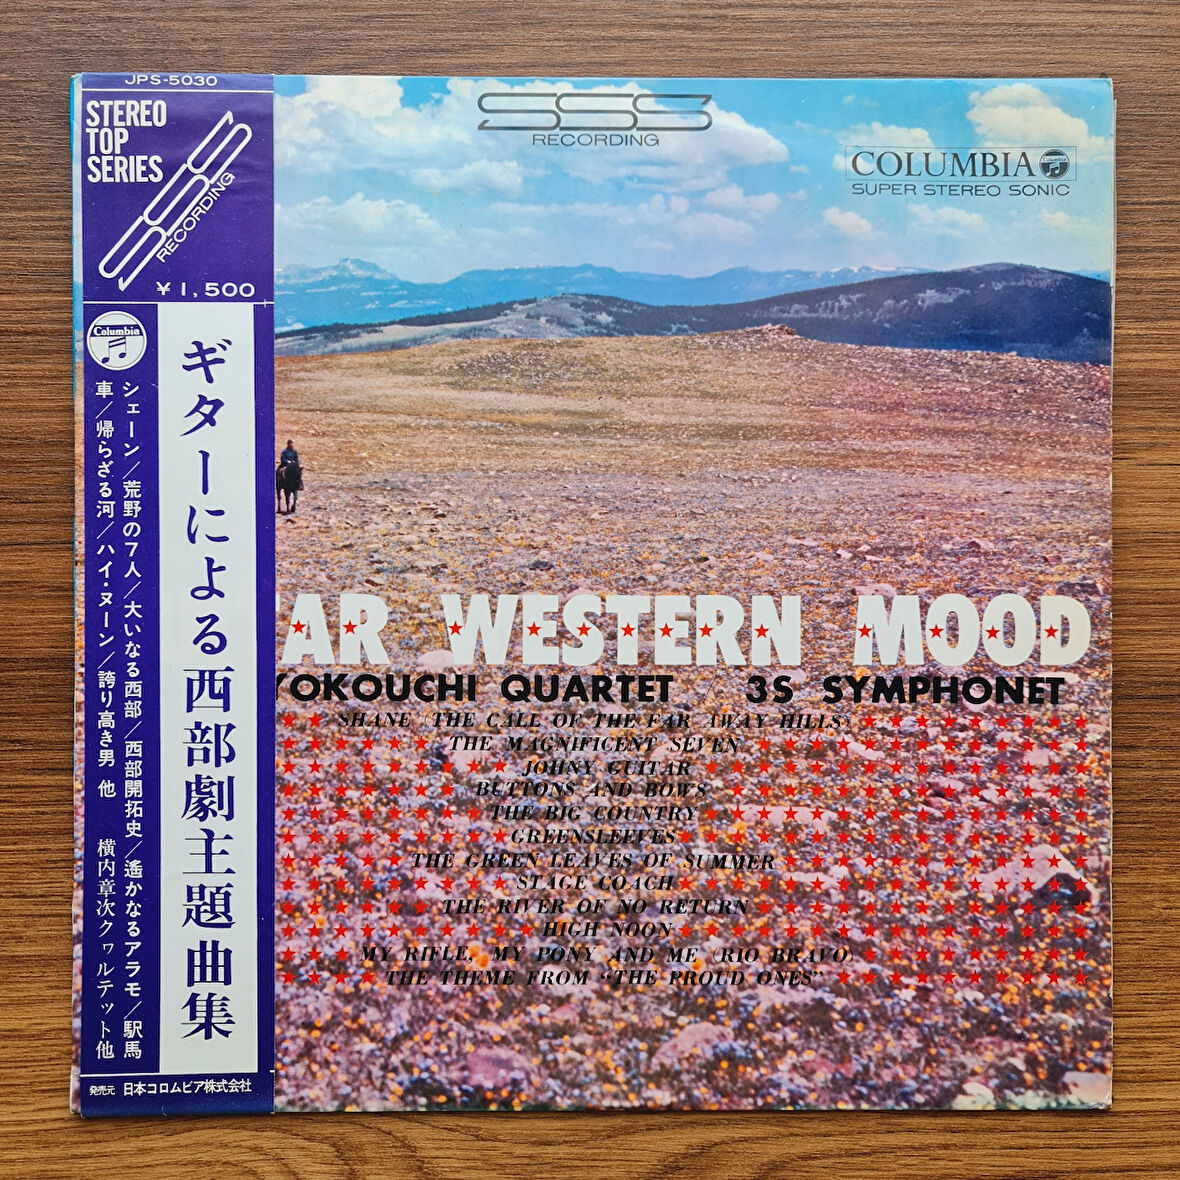 JPS-5030
STEREO
TOP
SERIES
SSS
RECORDING
¥1,500
Columbia
ギターによる西部劇主題曲集
シェーン/荒野の7人/大いなる西部/西部開拓史/遙かなるアラモ/駅馬
車/帰らざる河/ハイ・ヌーン/誇り高き男 他 横内章次クヮルテット他
発売元 日本コロムビア株式会社
SSS
RECORDING
COLUMBIA
SUPER STEREO SONIC
WESTERN MOOD
YOKOUCHI QUARTET / 3S SYMPHONET
SHANE (THE CALL OF THE FAR AWAY HILLS)
THE MAGNIFICENT SEVEN
JOHNY GUITAR
BUTTONS AND BOWS
THE BIG COUNTRY
GREENSLEEVES
THE GREEN LEAVES OF SUMMER
STAGE COACH
THE RIVER OF NO RETURN
HIGH NOON
MY RIFLE, MY PONY AND ME (RIO BRAVO)
THE THEME FROM “THE PROUD ONES”